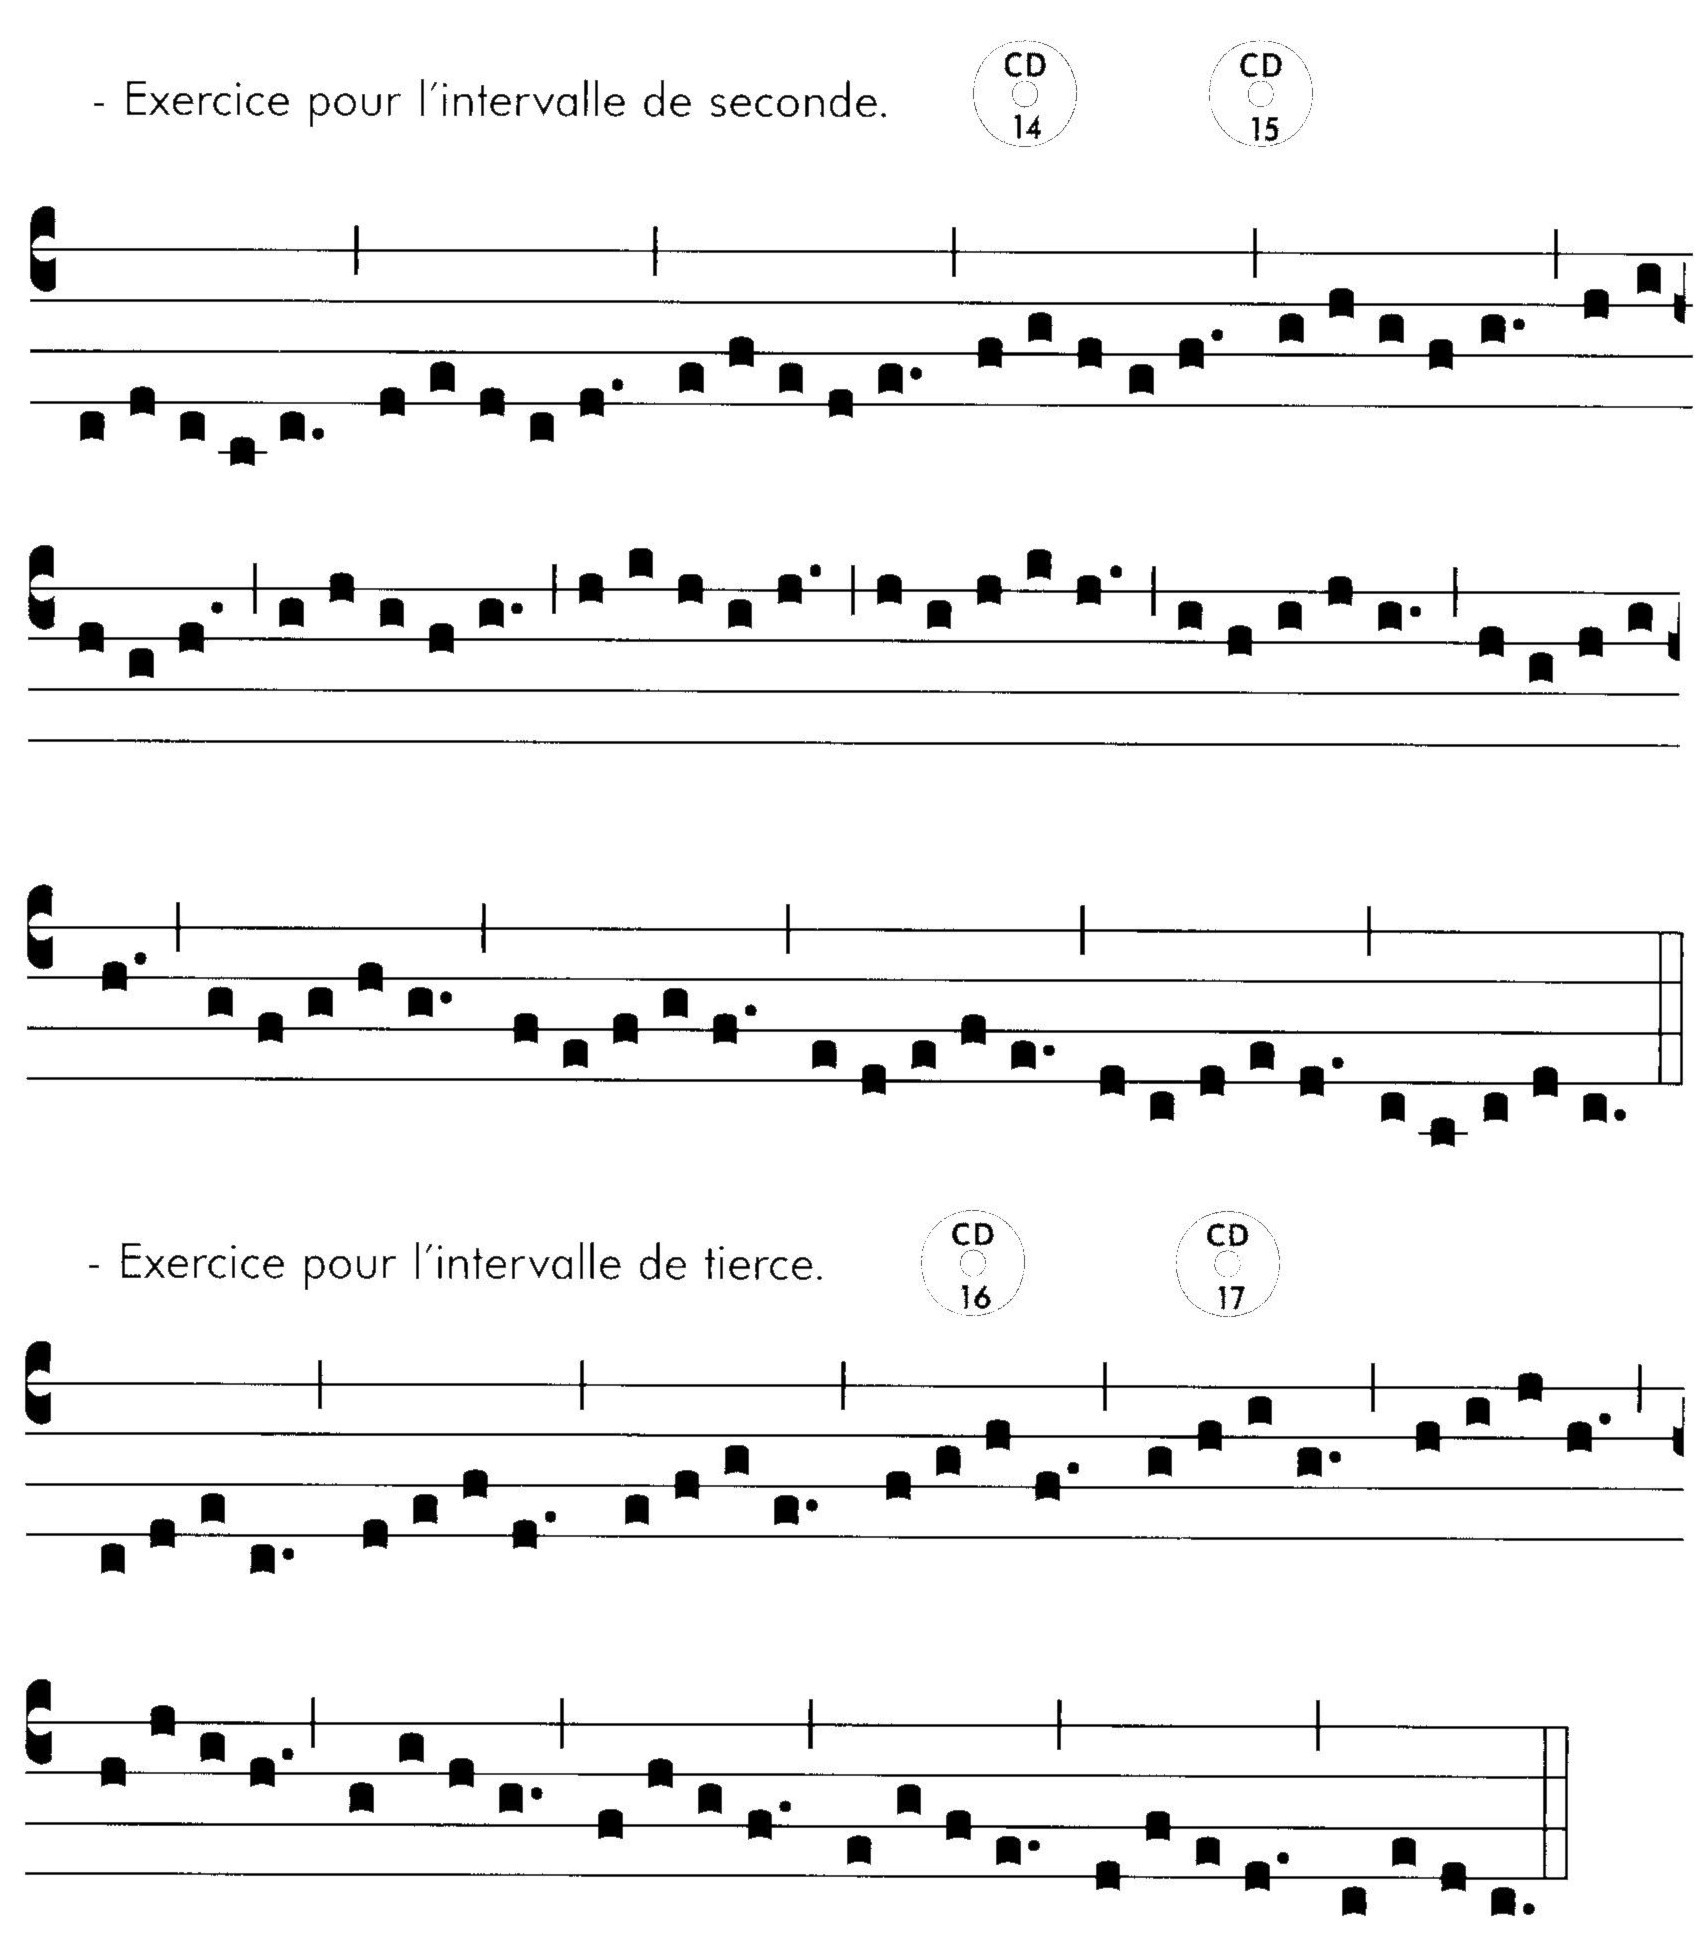 - Exercice pour l'intervalle de seconde.
CD
14
CD
15
- Exercice pour l'intervalle de tierce.
CD
16
CD
17